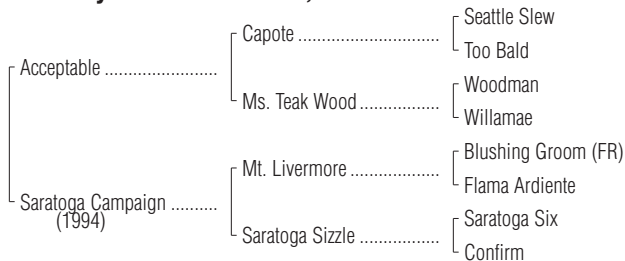 Seattle Slew
Capote ..............................
Too Bald
Acceptable ........................
Woodman
Ms. Teak Wood .................
Willamae
Blushing Groom (FR)
Mt. Livermore ...................
Flama Ardiente
Saratoga Campaign ..........
(1994)
Saratoga Six
Saratoga Sizzle .................
Confirm